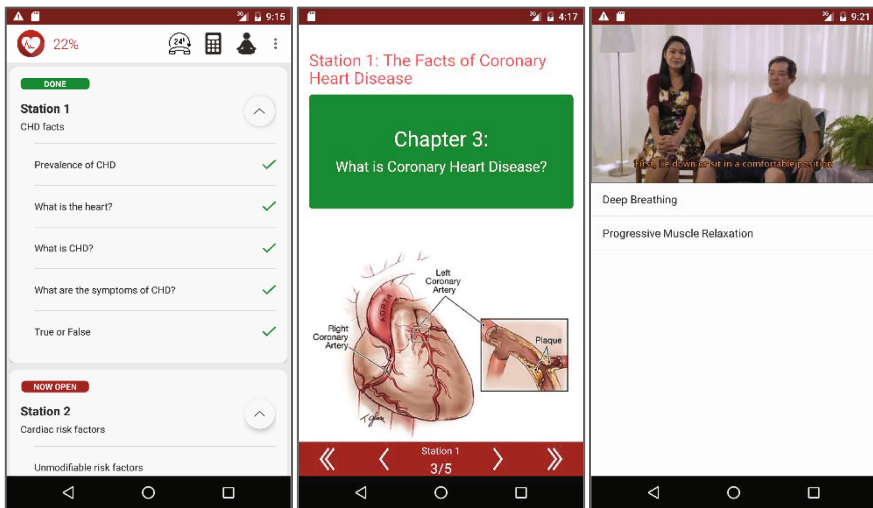 9:15
22%
24h
DONE
Station 1
CHD facts
Prevalence of CHD
What is the heart?
What is CHD?
What are the symptoms of CHD?
True or False
NOW OPEN
Station 2
Cardiac risk factors
Unmodifiable risk factors
4:17
Station 1: The Facts of Coronary
Heart Disease
Chapter 3:
What is Coronary Heart Disease?
Left
Coronary
Artery
AORTA
Right
Coronary
Artery
Plaque
Station 1
3/5
9:21
First, lie down or sit in a comfortable position
Deep Breathing
Progressive Muscle Relaxation